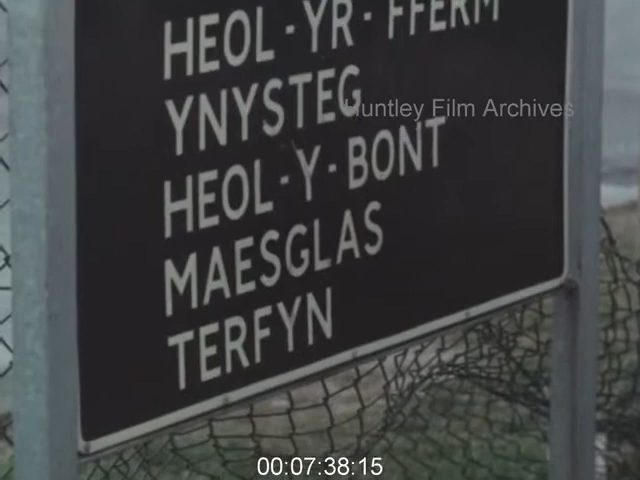 HEOL-YR-FFERM
YNYSTEG
Huntley Film Archives
HEOL-Y-BONT
MAESGLAS
TERFYN
00:07:38:15